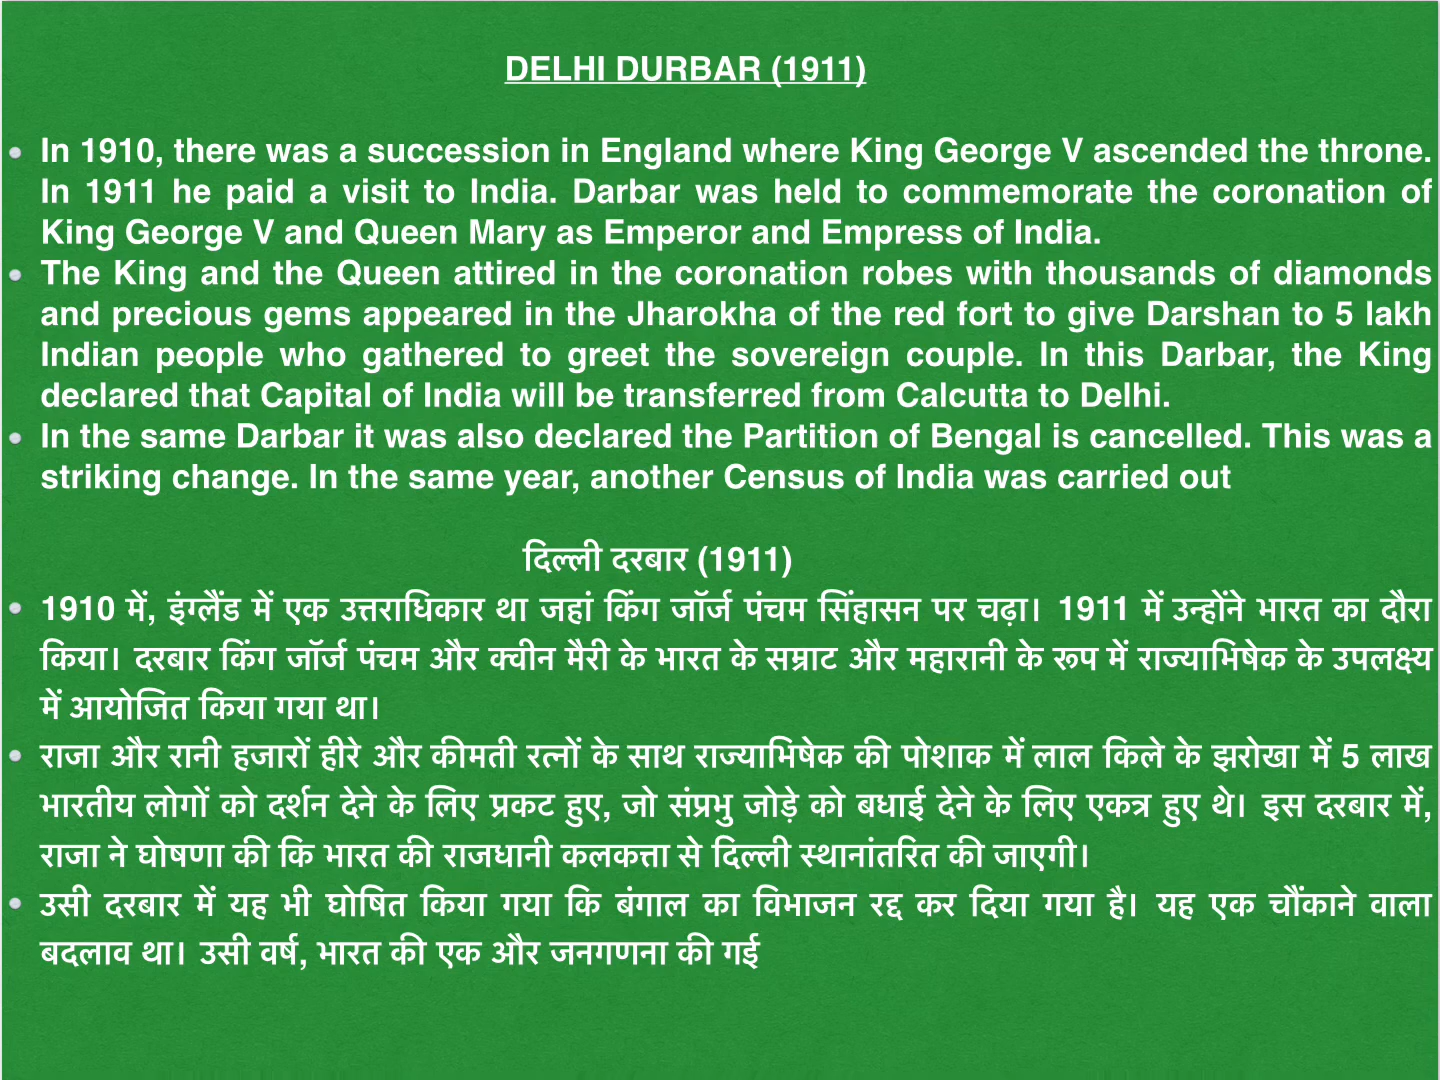 DELHI DURBAR (1911)
In 1910, there was a succession in England where King George V ascended the throne.
In 1911 he paid a visit to India. Darbar was held to commemorate the coronation of
King George V and Queen Mary as Emperor and Empress of India.
The King and the Queen attired in the coronation robes with thousands of diamonds
and precious gems appeared in the Jharokha of the red fort to give Darshan to 5 lakh
Indian people who gathered to greet the sovereign couple. In this Darbar, the King
declared that Capital of India will be transferred from Calcutta to Delhi.
In the same Darbar it was also declared the Partition of Bengal is cancelled. This was a
striking change. In the same year, another Census of India was carried out
दिल्ली दरबार (1911)
1910 में, इंग्लैंड में एक उत्तराधिकार था जहां किंग जॉर्ज पंचम सिंहासन पर चढ़ा। 1911 में उन्होंने भारत का दौरा
किया। दरबार किंग जॉर्ज पंचम और क्वीन मैरी के भारत के सम्राट और महारानी के रूप में राज्याभिषेक के उपलक्ष्य
में आयोजित किया गया था।
राजा और रानी हजारों हीरे और कीमती रत्नों के साथ राज्याभिषेक की पोशाक में लाल किले के झरोखा में 5 लाख
भारतीय लोगों को दर्शन देने के लिए प्रकट हुए, जो संप्रभु जोड़े को बधाई देने के लिए एकत्र हुए थे। इस दरबार में,
राजा ने घोषणा की कि भारत की राजधानी कलकत्ता से दिल्ली स्थानांतरित की जाएगी।
उसी दरबार में यह भी घोषित किया गया कि बंगाल का विभाजन रद्द कर दिया गया है। यह एक चौंकाने वाला
बदलाव था। उसी वर्ष, भारत की एक और जनगणना की गई